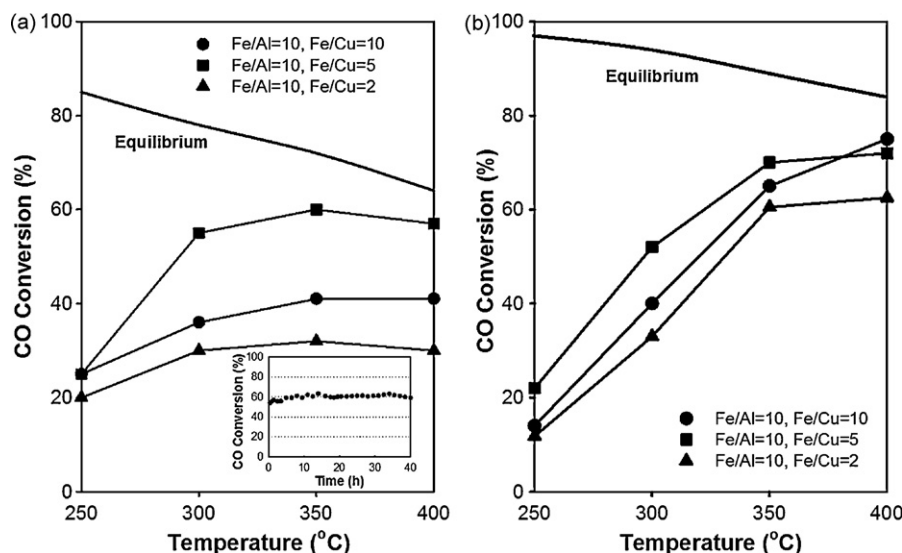 (a)
100
80
60
40
20
0
CO Conversion (%)
Fe/Al=10, Fe/Cu=10
Fe/Al=10, Fe/Cu=5
Fe/Al=10, Fe/Cu=2
Equilibrium
CO Conversion (%)
100
80
60
40
20
0
0 10 20 30 40
Time (h)
250 300 350 400
Temperature (°C)
(b)
100
80
60
40
20
0
CO Conversion (%)
Equilibrium
Fe/Al=10, Fe/Cu=10
Fe/Al=10, Fe/Cu=5
Fe/Al=10, Fe/Cu=2
250 300 350 400
Temperature (°C)